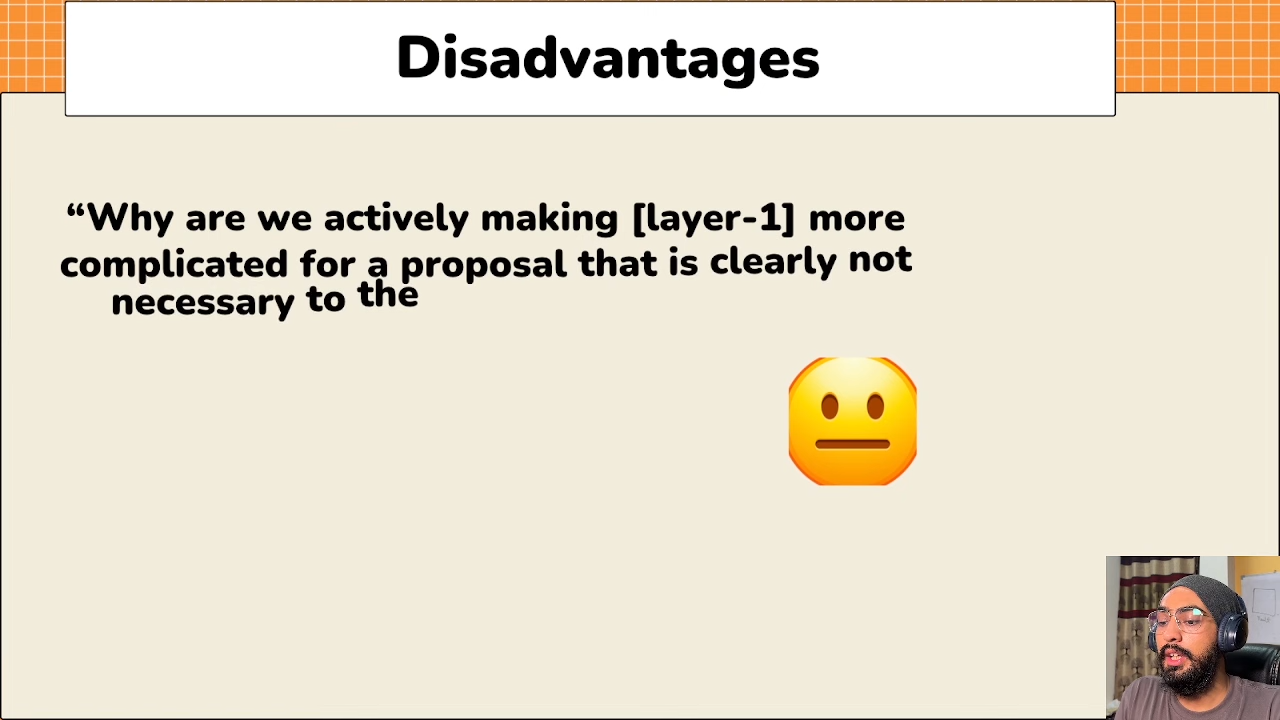 Disadvantages
“Why are we actively making [layer-1] more
complicated for a proposal that is clearly not
necessary to the